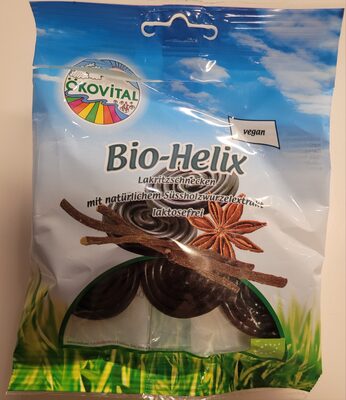 ÖKOVITAL
vegan
Bio-Helix
Lakritzschnecken
mit natürlichem Süssholzwurzelextrakt
laktosefrei